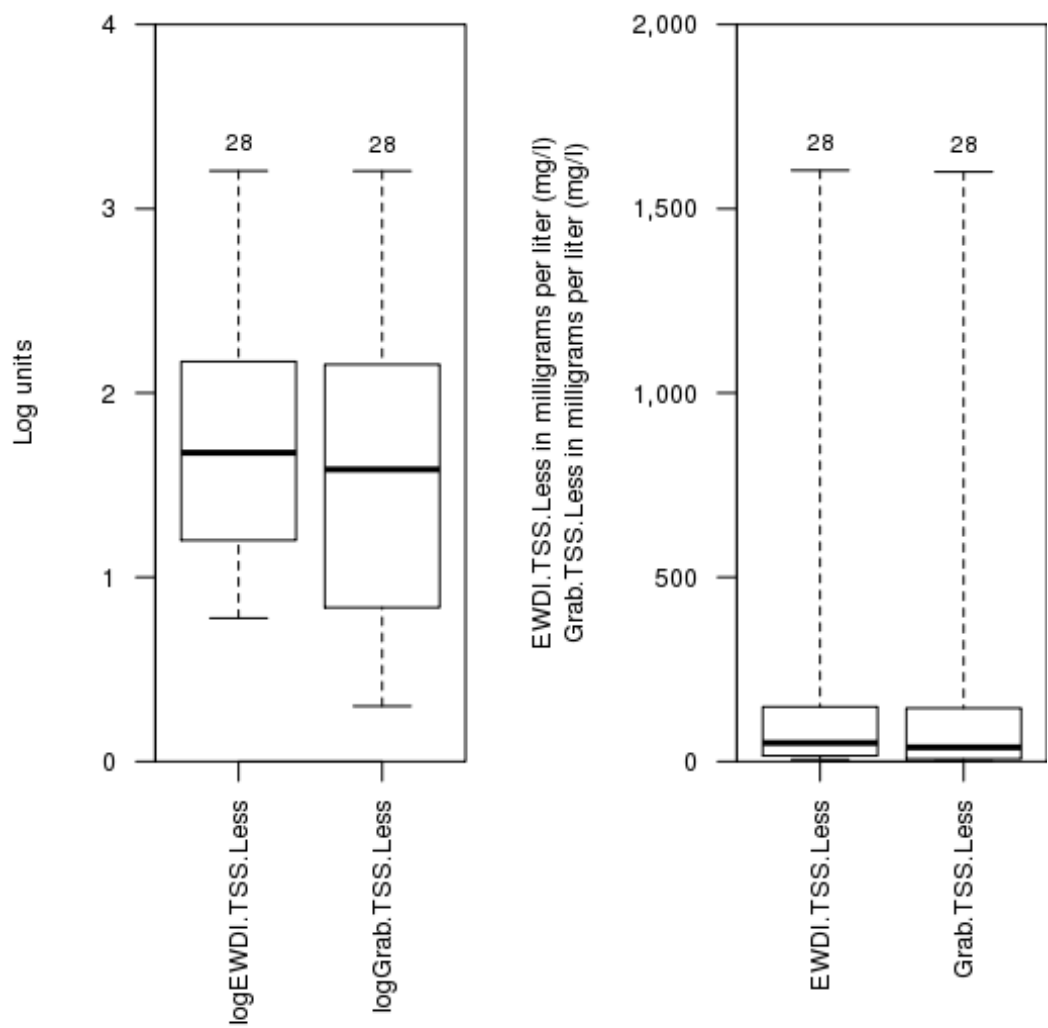 Log units
4
3
2
1
0
28
28
logEWDI.TSS.Less
logGrab.TSS.Less
EWDI.TSS.Less in milligrams per liter (mg/l)
Grab.TSS.Less in milligrams per liter (mg/l)
2,000
1,500
1,000
500
0
28
28
EWDI.TSS.Less
Grab.TSS.Less